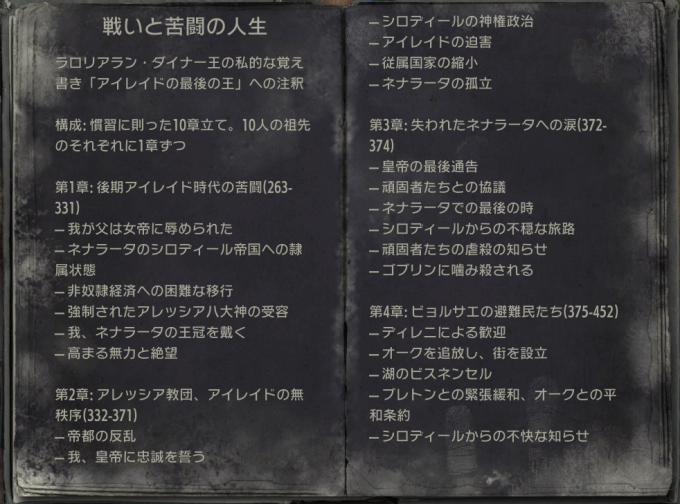 戦いと苦闘の人生
ラロリアラン・ダイナー王の私的な覚え
書き「アイレイドの最後の王」への注釈
構成: 慣習に則った10章立て。10人の祖先
のそれぞれに1章ずつ
第1章: 後期アイレイド時代の苦闘(263-
331)
– 我が父は女帝に辱められた
– ネナラータのシロディール帝国への隷
属状態
– 非奴隷経済への困難な移行
– 強制されたアレッシア八大神の受容
– 我、ネナラータの王冠を戴く
– 高まる無力と絶望
第2章: アレッシア教団、アイレイドの無
秩序(332-371)
– 帝都の反乱
– 我、皇帝に忠誠を誓う
– シロディールの神権政治
– アイレイドの迫害
– 従属国家の縮小
– ネナラータの孤立
第3章: 失われたネナラータへの涙(372-
374)
– 皇帝の最後通告
– 頑固者たちとの協議
– ネナラータでの最後の時
– シロディールからの不穏な旅路
– 頑固者たちの虐殺の知らせ
– ゴブリンに噛み殺される
第4章: ビョルサエの避難民たち(375-452)
– ディレニによる歓迎
– オークを追放し、街を設立
– 湖のビスネンセル
– ブレトンとの緊張緩和、オークとの平
和条約
– シロディールからの不快な知らせ